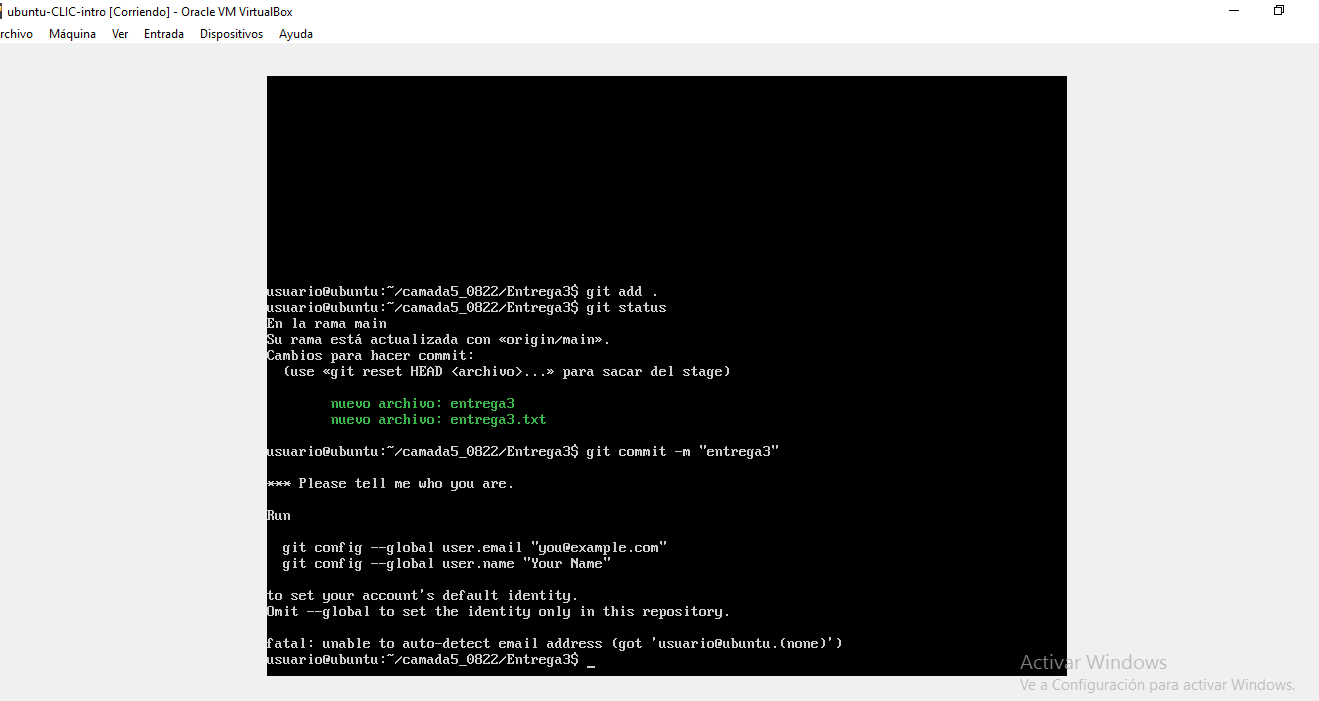 ubuntu-CLIC-intro [Corriendo] - Oracle VM VirtualBox
rchivo Máquina Ver Entrada Dispositivos Ayuda
usuario@ubuntu:~/camada5_0822/Entrega3$ git add .
usuario@ubuntu:~/camada5_0822/Entrega3$ git status
En la rama main
Su rama está actualizada con «origin/main».
Cambios para hacer commit:
(use «git reset HEAD <archivo>...» para sacar del stage)
nuevo archivo: entrega3
nuevo archivo: entrega3.txt
usuario@ubuntu:~/camada5_0822/Entrega3$ git commit -m "entrega3"
*** Please tell me who you are.
Run
git config --global user.email "you@example.com"
git config --global user.name "Your Name"
to set your account's default identity.
Omit --global to set the identity only in this repository.
fatal: unable to auto-detect email address (got 'usuario@ubuntu.(none)')
usuario@ubuntu:~/camada5_0822/Entrega3$ _
Activar Windows
Ve a Configuración para activar Windows.